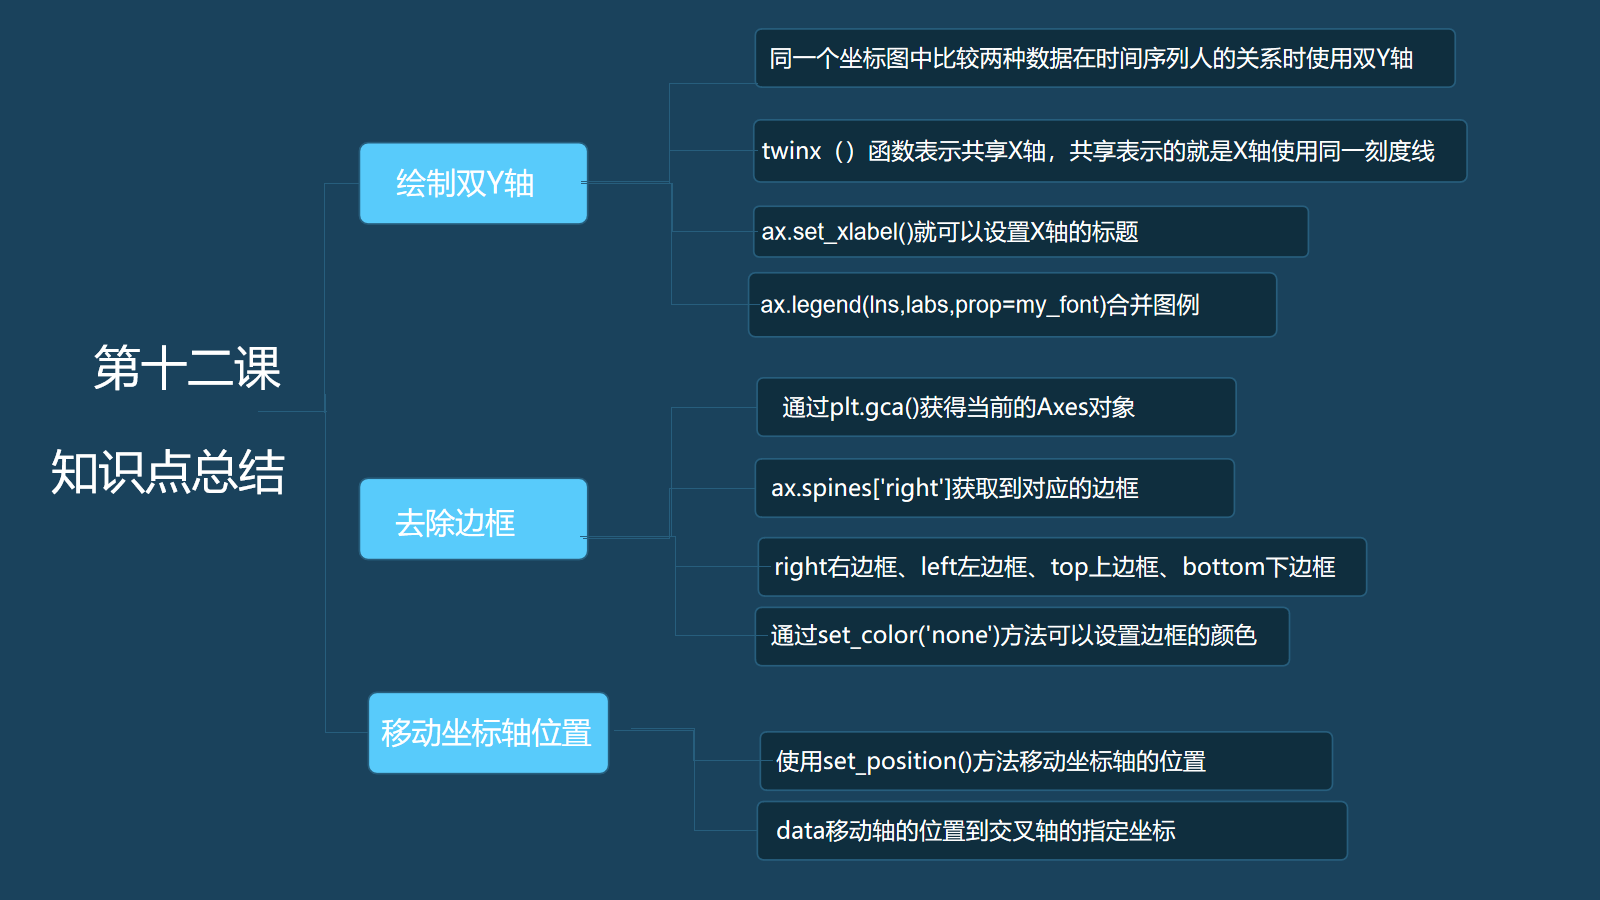 第十二课
知识点总结
绘制双Y轴
同一个坐标图中比较两种数据在时间序列人的关系时使用双Y轴
twinx（）函数表示共享X轴，共享表示的就是X轴使用同一刻度线
ax.set_xlabel()就可以设置X轴的标题
ax.legend(lns,labs,prop=my_font)合并图例
去除边框
通过plt.gca()获得当前的Axes对象
ax.spines['right']获取到对应的边框
right右边框、left左边框、top上边框、bottom下边框
通过set_color('none')方法可以设置边框的颜色
移动坐标轴位置
使用set_position()方法移动坐标轴的位置
data移动轴的位置到交叉轴的指定坐标